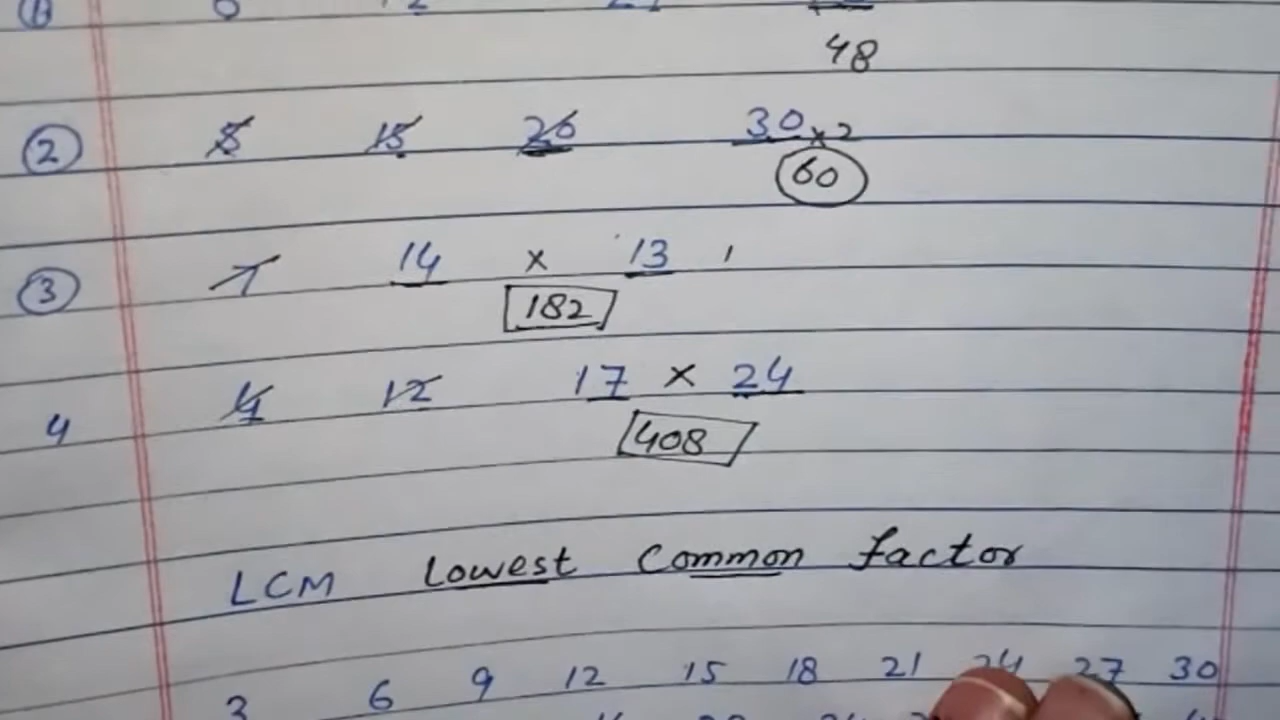 48
② 5 15 20 30 × 2
60
③ 7 14 × 13
182
4 4 12 17 × 24
408
LCM Lowest Common factor
3 6 9 12 15 18 21 24 27 30